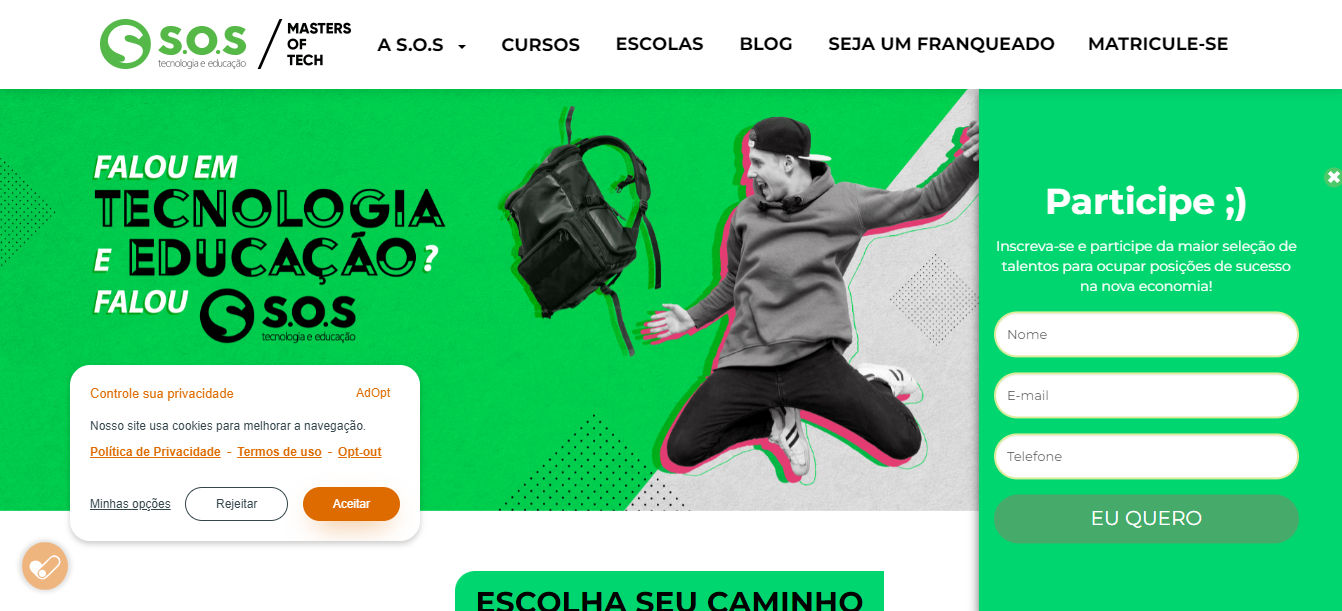 S.O.S
tecnologia e educação
MASTERS
OF
TECH
A S.O.S
CURSOS
ESCOLAS
BLOG
SEJA UM FRANQUEADO
MATRICULE-SE
FALOU EM
TECNOLOGIA
E EDUCAÇÃO?
FALOU S.O.S
tecnologia e educação
Controle sua privacidade
AdOpt
Nosso site usa cookies para melhorar a navegação.
Política de Privacidade - Termos de uso - Opt-out
Minhas opções
Rejeitar
Aceitar
Participe ;)
Inscreva-se e participe da maior seleção de
talentos para ocupar posições de sucesso
na nova economia!
Nome
E-mail
Telefone
EU QUERO
ESCOLHA SEU CAMINHO